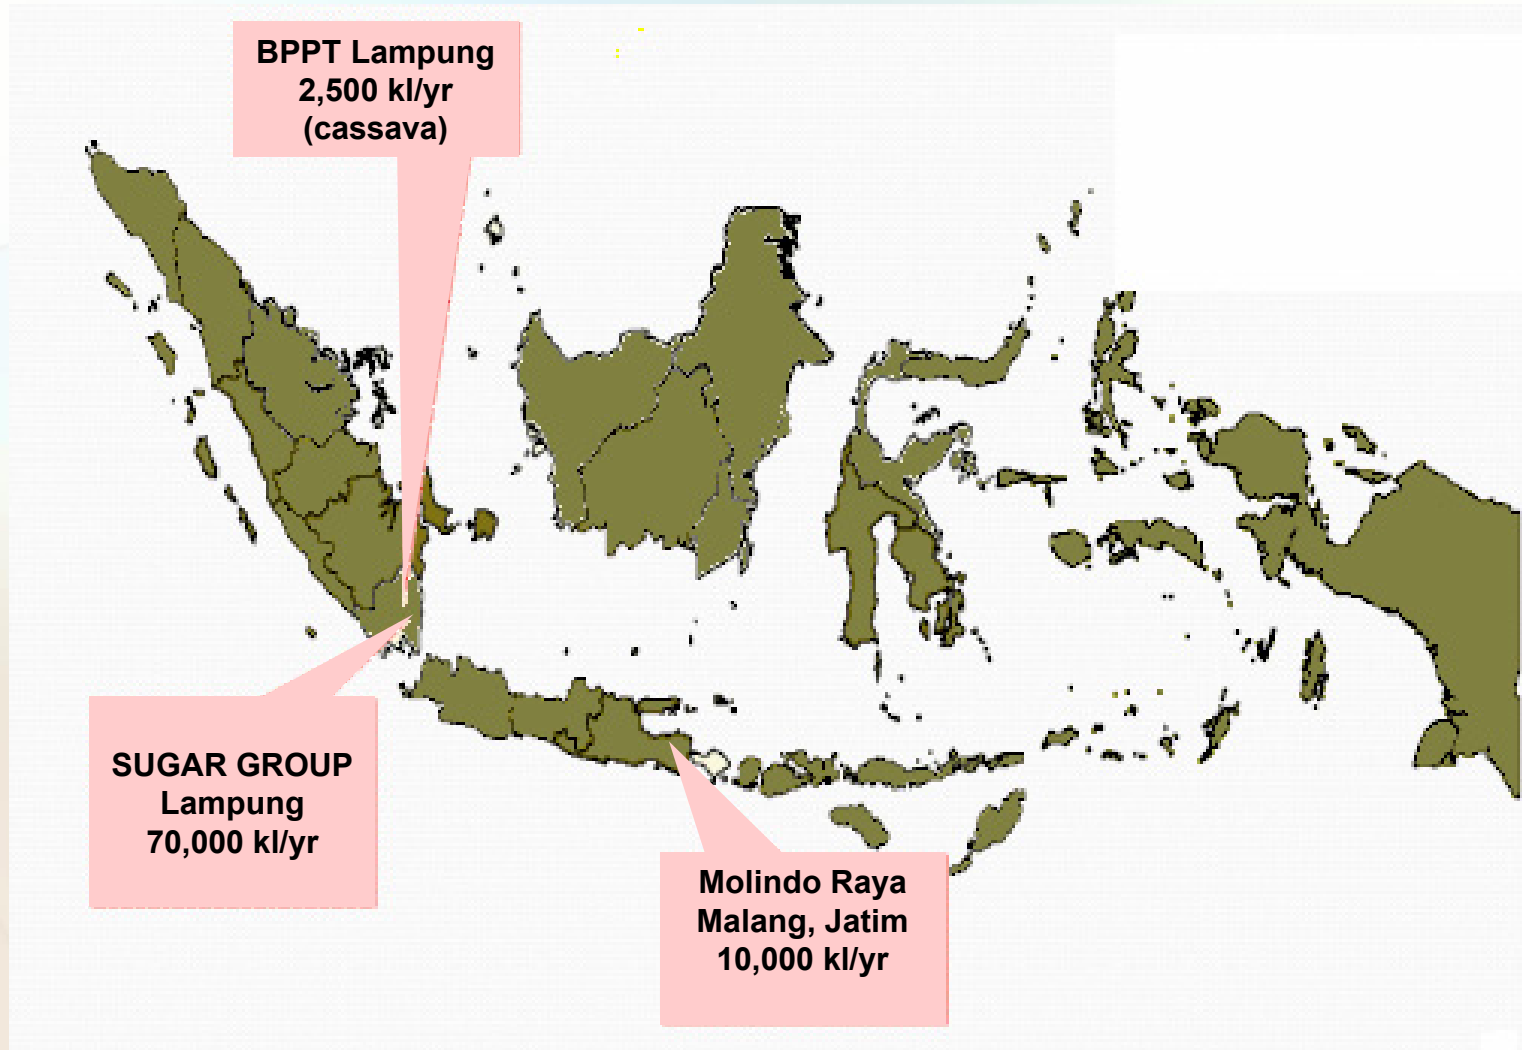 BPPT Lampung
2,500 kl/yr
(cassava)
SUGAR GROUP
Lampung
70,000 kl/yr
Molindo Raya
Malang, Jatim
10,000 kl/yr